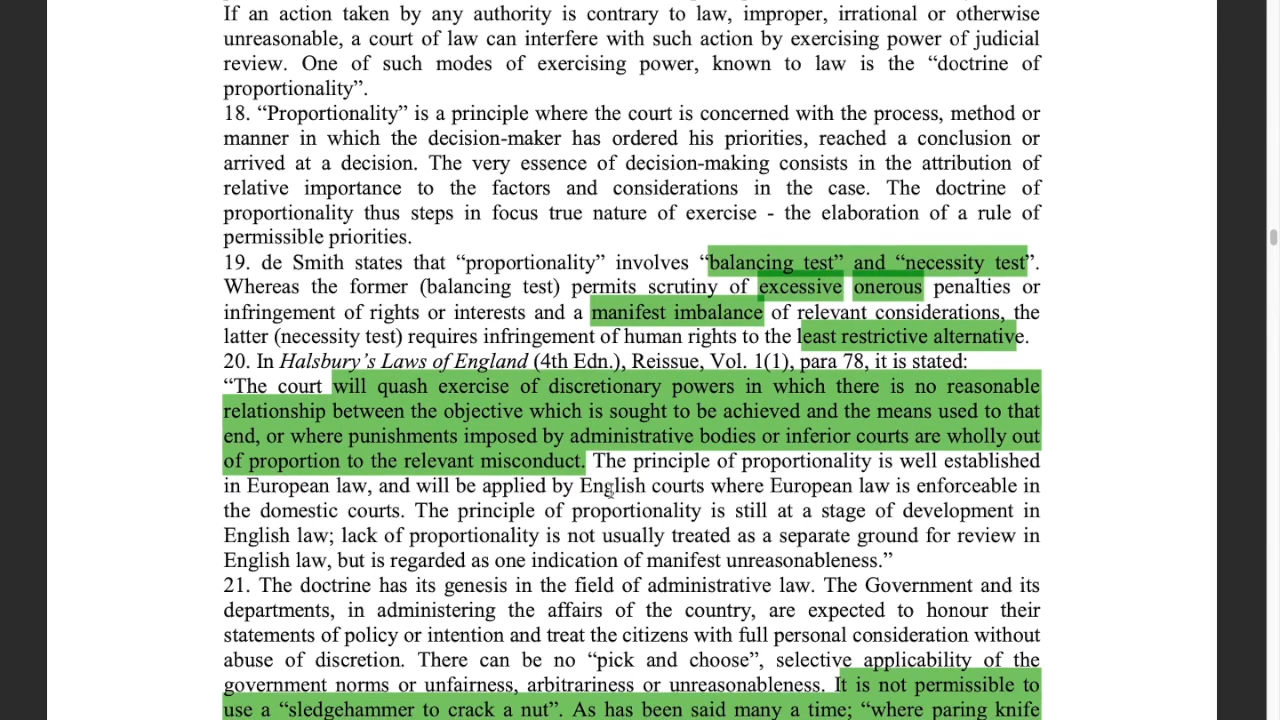 If an action taken by any authority is contrary to law, improper, irrational or otherwise
unreasonable, a court of law can interfere with such action by exercising power of judicial
review. One of such modes of exercising power, known to law is the “doctrine of
proportionality”.
18. “Proportionality” is a principle where the court is concerned with the process, method or
manner in which the decision-maker has ordered his priorities, reached a conclusion or
arrived at a decision. The very essence of decision-making consists in the attribution of
relative importance to the factors and considerations in the case. The doctrine of
proportionality thus steps in focus true nature of exercise - the elaboration of a rule of
permissible priorities.
19. de Smith states that “proportionality” involves “balancing test” and “necessity test”.
Whereas the former (balancing test) permits scrutiny of excessive onerous penalties or
infringement of rights or interests and a manifest imbalance of relevant considerations, the
latter (necessity test) requires infringement of human rights to the least restrictive alternative.
20. In Halsbury’s Laws of England (4th Edn.), Reissue, Vol. 1(1), para 78, it is stated:
“The court will quash exercise of discretionary powers in which there is no reasonable
relationship between the objective which is sought to be achieved and the means used to that
end, or where punishments imposed by administrative bodies or inferior courts are wholly out
of proportion to the relevant misconduct. The principle of proportionality is well established
in European law, and will be applied by English courts where European law is enforceable in
the domestic courts. The principle of proportionality is still at a stage of development in
English law; lack of proportionality is not usually treated as a separate ground for review in
English law, but is regarded as one indication of manifest unreasonableness.”
21. The doctrine has its genesis in the field of administrative law. The Government and its
departments, in administering the affairs of the country, are expected to honour their
statements of policy or intention and treat the citizens with full personal consideration without
abuse of discretion. There can be no “pick and choose”, selective applicability of the
government norms or unfairness, arbitrariness or unreasonableness. It is not permissible to
use a “sledgehammer to crack a nut”. As has been said many a time; “where paring knife